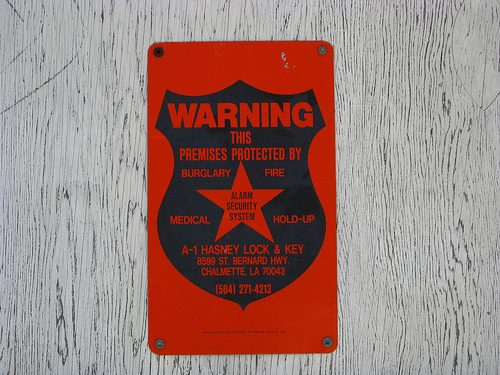 WARNING
THIS
PREMISES PROTECTED BY
BURGLARY FIRE
ALARM
SECURITY
SYSTEM
MEDICAL HOLD-UP
A-1 HASNEY LOCK & KEY
8599 ST. BERNARD HWY.
CHALMETTE, LA 70043
(504) 271-4213